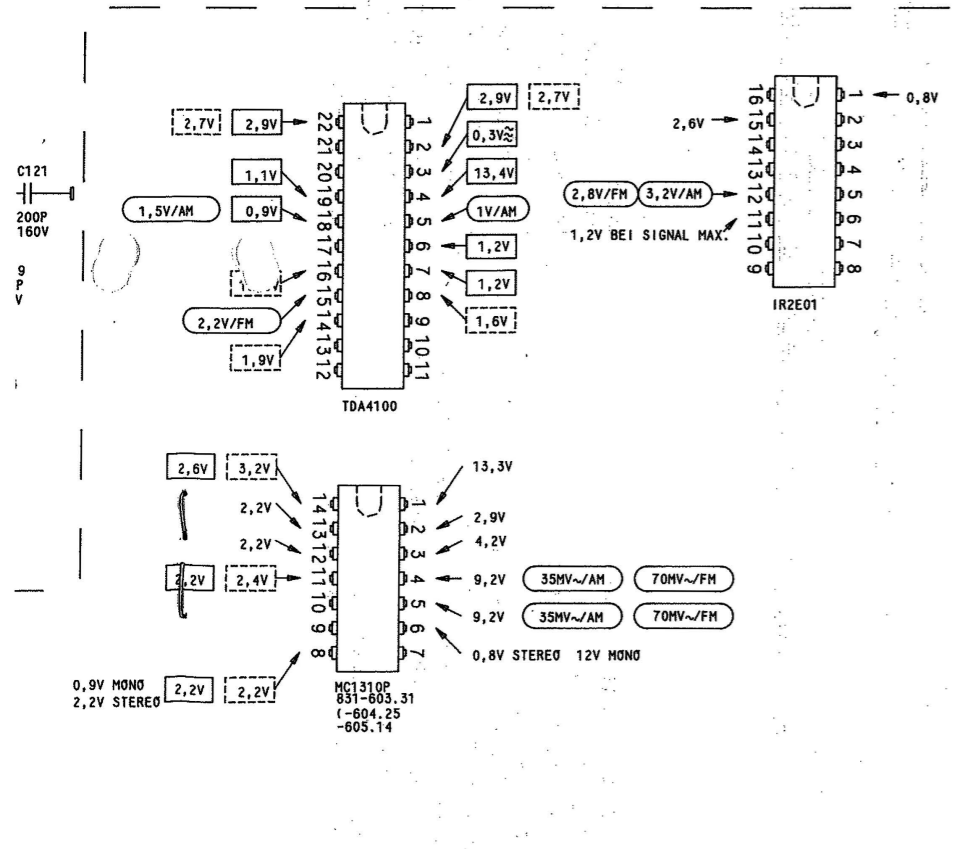 C121
200P
160V
9
P
V
2,7V 2,9V
1,1V
1,5V/AM 0,9V
2,2V/FM
1,9V
22 21 20 19 18 17 16 15 14 13 12
1 2 3 4 5 6 7 8 9 10 11
2,9V 2,7V
0,3V≈
13,4V
1V/AM
1,2V
1,2V
1,6V
TDA4100
2,6V
2,8V/FM 3,2V/AM
1,2V BEI SIGNAL MAX.
16 15 14 13 12 11 10 9
1 2 3 4 5 6 7 8
0,8V
IR2E01
2,6V 3,2V
2,2V
2,2V
2,2V 2,4V
0,9V MONO
2,2V STEREO
2,2V 2,2V
14 13 12 11 10 9 8
1 2 3 4 5 6 7
13,3V
2,9V
4,2V
9,2V 35MV~/AM 70MV~/FM
9,2V 35MV~/AM 70MV~/FM
0,8V STEREO 12V MONO
MC1310P
831-603.31
(-604.25
-605.14